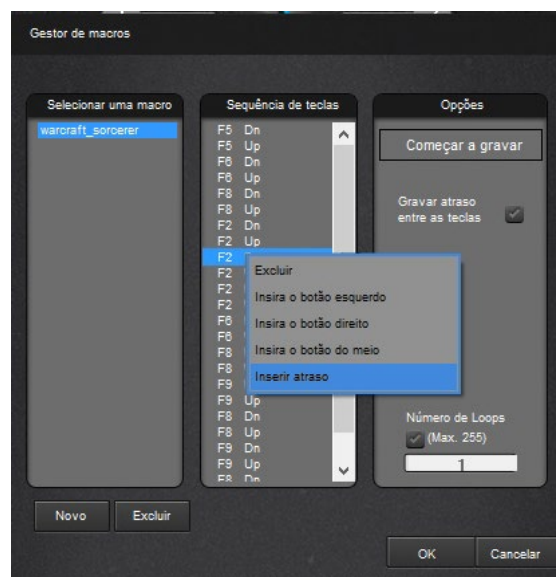 Gestor de macros
Selecionar uma macro
warcraft_sorcerer
Novo
Excluir
Sequência de teclas
F5 Dn
F5 Up
F6 Dn
F6 Up
F8 Dn
F8 Up
F2 Dn
F2 Up
F2
F2
F2
F2
F6
F6
F8
F8
F9
F9 Up
F8 Dn
F8 Up
F9 Dn
F9 Up
F8 Dn
Excluir
Insira o botão esquerdo
Insira o botão direito
Insira o botão do meio
Inserir atraso
Opções
Começar a gravar
Gravar atraso
entre as teclas
Número de Loops
(Max. 255)
1
OK
Cancelar